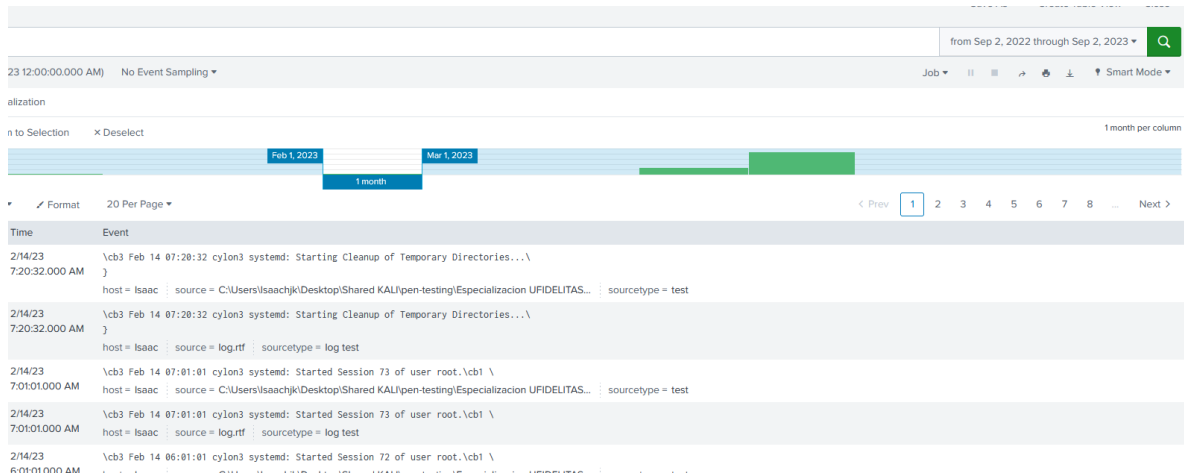 from Sep 2, 2022 through Sep 2, 2023
23 12:00:00.000 AM) No Event Sampling Job Smart Mode
alization
n to Selection × Deselect 1 month per column
Feb 1, 2023 Mar 1, 2023
1 month
Format 20 Per Page < Prev 1 2 3 4 5 6 7 8 ... Next >
Time Event
2/14/23 \cb3 Feb 14 07:20:32 cylon3 systemd: Starting Cleanup of Temporary Directories...\
7:20:32.000 AM }
host = Isaac source = C:\Users\Isaachjk\Desktop\Shared KALI\pen-testing\Especializacion UFIDELITAS... sourcetype = test
2/14/23 \cb3 Feb 14 07:20:32 cylon3 systemd: Starting Cleanup of Temporary Directories...\
7:20:32.000 AM }
host = Isaac source = log.rtf sourcetype = log test
2/14/23 \cb3 Feb 14 07:01:01 cylon3 systemd: Started Session 73 of user root.\cb1 \
7:01:01.000 AM host = Isaac source = C:\Users\Isaachjk\Desktop\Shared KALI\pen-testing\Especializacion UFIDELITAS... sourcetype = test
2/14/23 \cb3 Feb 14 07:01:01 cylon3 systemd: Started Session 73 of user root.\cb1 \
7:01:01.000 AM host = Isaac source = log.rtf sourcetype = log test
2/14/23 \cb3 Feb 14 06:01:01 cylon3 systemd: Started Session 72 of user root.\cb1 \
6:01:01.000 AM